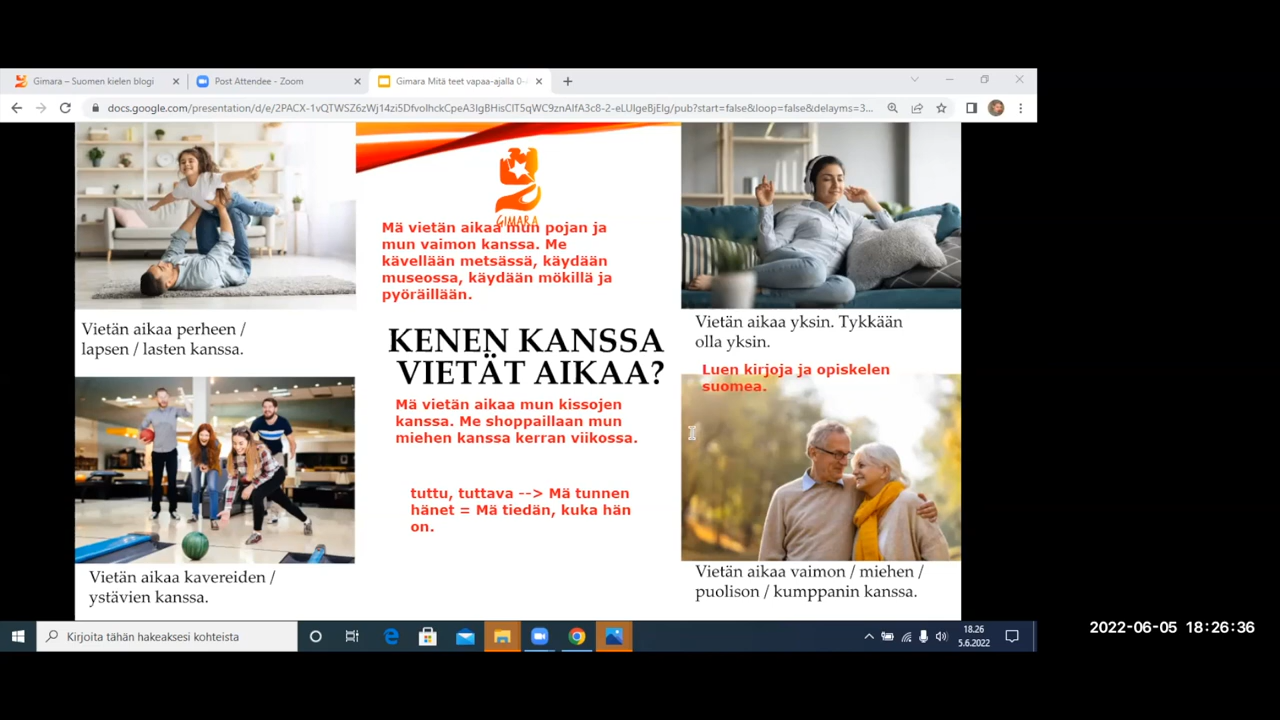 Gimara – Suomen kielen blogi
Post Attendee - Zoom
Gimara Mitä teet vapaa-ajalla 0-
docs.google.com/presentation/d/e/2PACX-1vQTWSZ6zWj14zi5DfvolhckCpeA3IgBHisClT5qWC9znAlfA3c8-2-eLUIgeBjEIg/pub?start=false&loop=false&delayms=3...
GIMARA
Mä vietän aikaa mun pojan ja
mun vaimon kanssa. Me
kävellään metsässä, käydään
museossa, käydään mökillä ja
pyöräillään.
Vietän aikaa perheen /
lapsen / lasten kanssa.
KENEN KANSSA
VIETÄT AIKAA?
Vietän aikaa yksin. Tykkään
olla yksin.
Luen kirjoja ja opiskelen
suomea.
Mä vietän aikaa mun kissojen
kanssa. Me shoppaillaan mun
miehen kanssa kerran viikossa.
tuttu, tuttava --> Mä tunnen
hänet = Mä tiedän, kuka hän
on.
Vietän aikaa kavereiden /
ystävien kanssa.
Vietän aikaa vaimon / miehen /
puolison / kumppanin kanssa.
Kirjoita tähän hakeaksesi kohteista
18.26
5.6.2022
2022-06-05 18:26:36